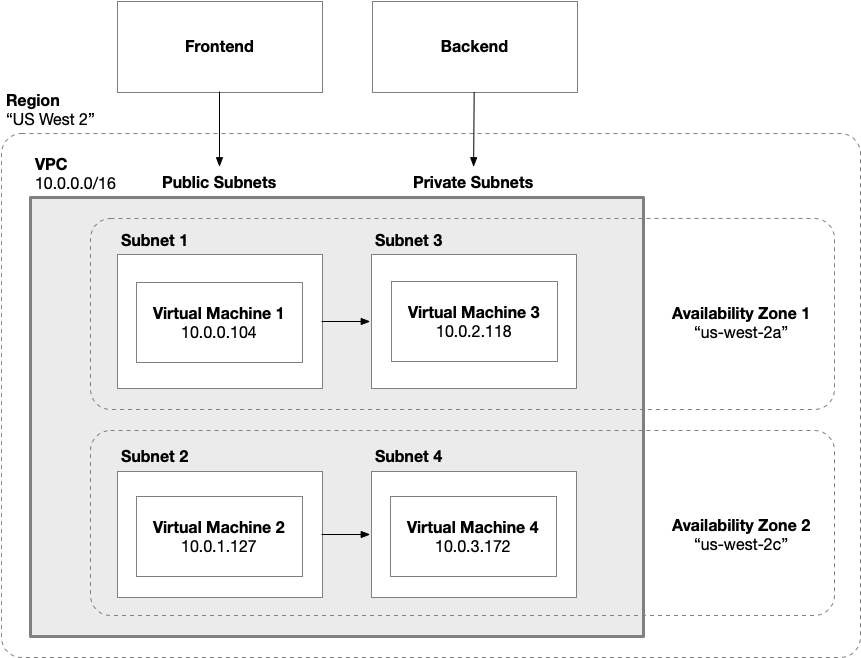 Frontend
Backend
Region
“US West 2”
VPC
10.0.0.0/16
Public Subnets
Private Subnets
Subnet 1
Subnet 3
Virtual Machine 1
10.0.0.104
Virtual Machine 3
10.0.2.118
Availability Zone 1
“us-west-2a”
Subnet 2
Subnet 4
Virtual Machine 2
10.0.1.127
Virtual Machine 4
10.0.3.172
Availability Zone 2
“us-west-2c”